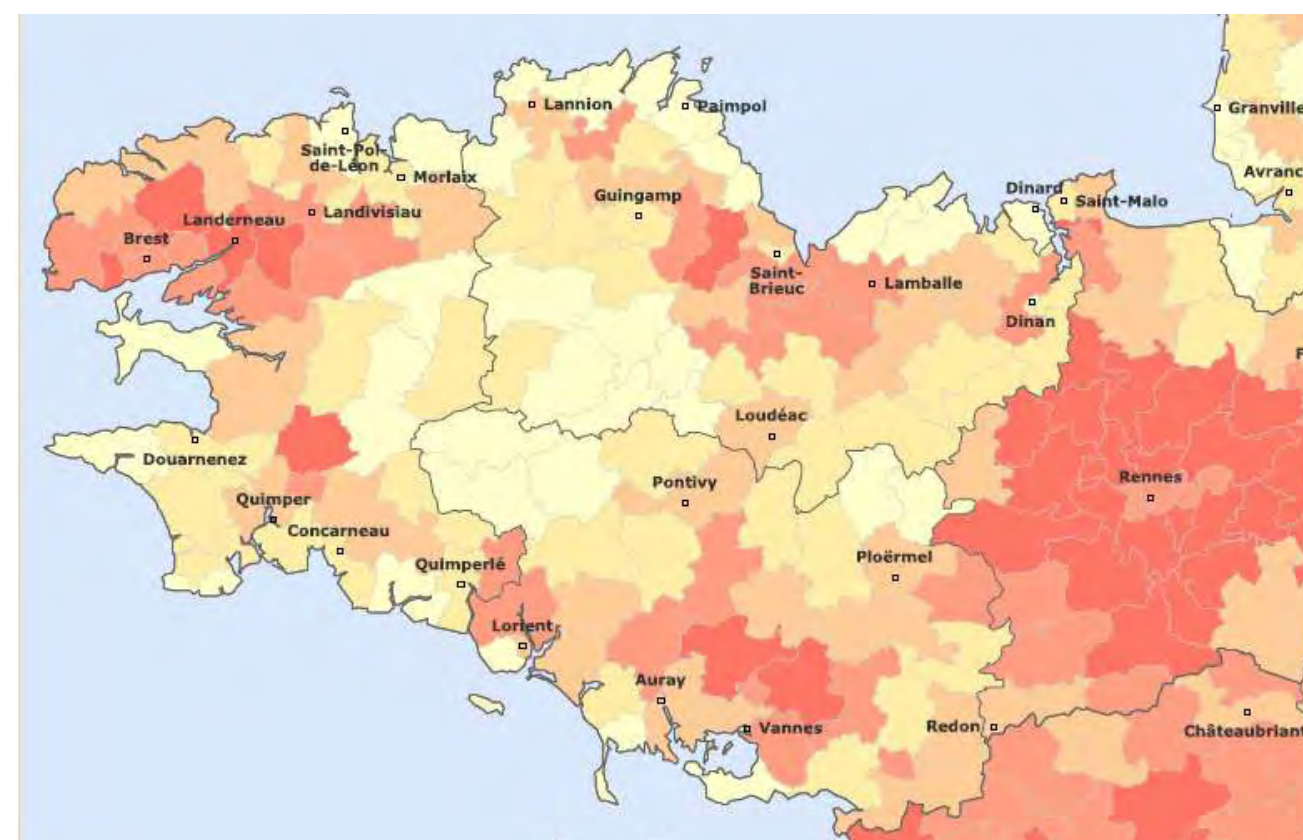 Lannion
Paimpol
Granville
Saint-Pol-
de-Léon
Morlaix
Avranc
Guingamp
Dinard
Saint-Malo
Landerneau
Landivisiau
Brest
Saint-
Brieuc
Lamballe
Dinan
F
Loudéac
Douarnenez
Rennes
Pontivy
Quimper
Concarneau
Ploërmel
Quimperlé
Lorient
Auray
Vannes
Redon
Châteaubriant